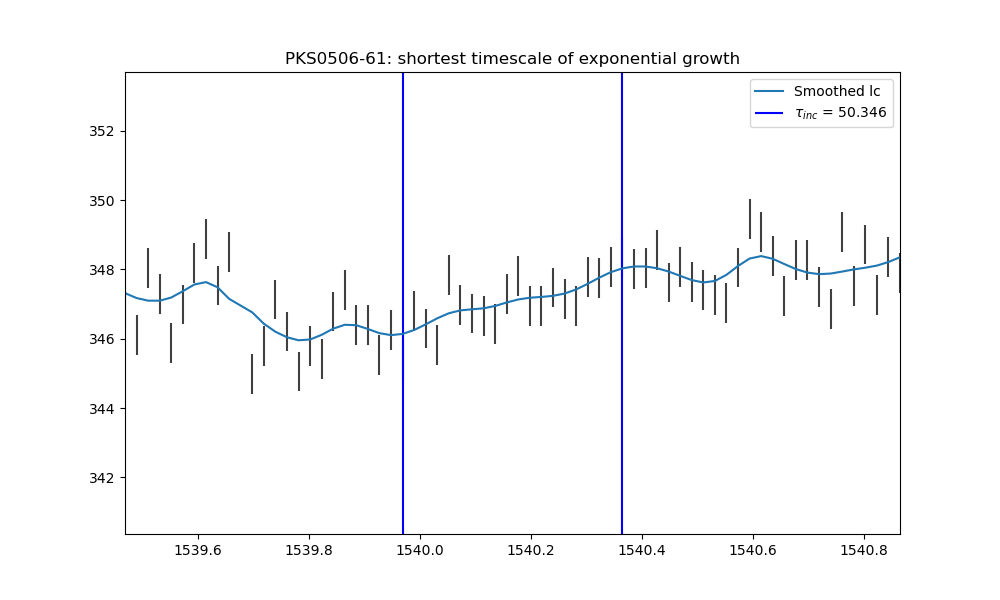 PKS0506-61: shortest timescale of exponential growth
Smoothed lc
τinc = 50.346
352
350
348
346
344
342
1539.6 1539.8 1540.0 1540.2 1540.4 1540.6 1540.8